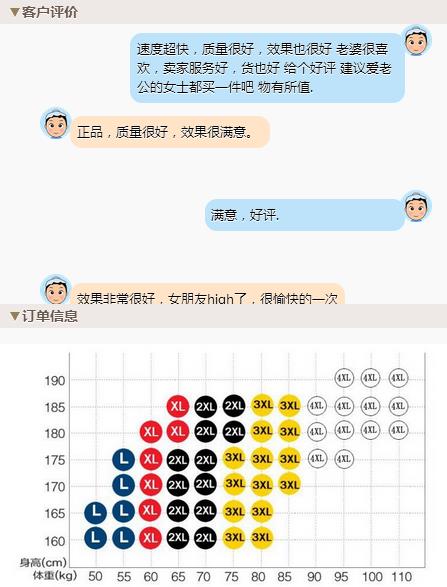 ▼客户评价
速度超快，质量很好，效果也很好 老婆很喜
欢，卖家服务好，货也好 给个好评 建议爱老
公的女士都买一件吧 物有所值.
正品，质量很好，效果很满意。
满意，好评.
效果非常很好，女朋友high了，很愉快的一次
▼订单信息
190 4XL 4XL 4XL
185 XL 2XL 2XL 3XL 3XL 4XL 4XL 4XL 4XL
180 XL XL 2XL 2XL 3XL 3XL 4XL 4XL 4XL 4XL
175 L XL 2XL 2XL 3XL 3XL 3XL 4XL 4XL
170 L XL 2XL 2XL 3XL 3XL 3XL
165 L L XL 2XL 2XL 3XL 3XL
160 L L XL 2XL 2XL 3XL 3XL
身高(cm)
体重(kg) 50 55 60 65 70 75 80 85 90 95 100 110